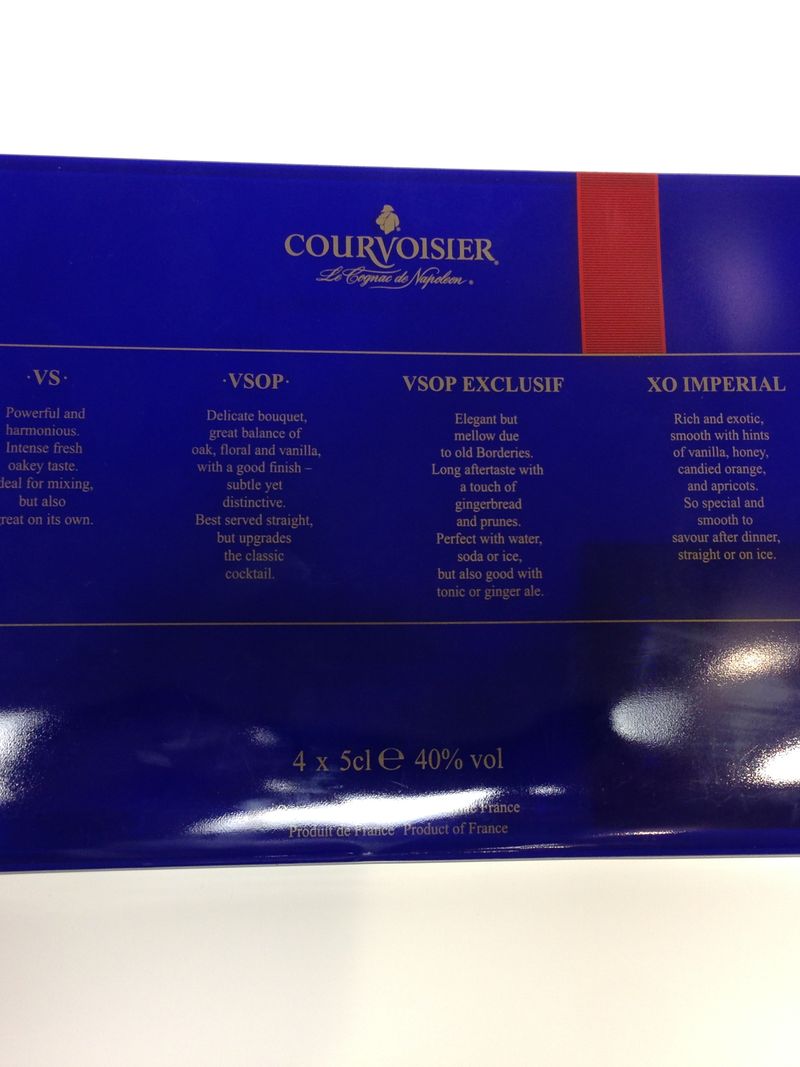 COURVOISIER®
Le Cognac de Napoleon®
·VS·
Powerful and
harmonious.
Intense fresh
oakey taste.
deal for mixing,
but also
reat on its own.
·VSOP·
Delicate bouquet,
great balance of
oak, floral and vanilla,
with a good finish –
subtle yet
distinctive.
Best served straight,
but upgrades
the classic
cocktail.
VSOP EXCLUSIF
Elegant but
mellow due
to old Borderies.
Long aftertaste with
a touch of
gingerbread
and prunes.
Perfect with water,
soda or ice,
but also good with
tonic or ginger ale.
XO IMPERIAL
Rich and exotic,
smooth with hints
of vanilla, honey,
candied orange,
and apricots.
So special and
smooth to
savour after dinner,
straight or on ice.
4 x 5cl ℮ 40% vol
France
Produit de France Product of France